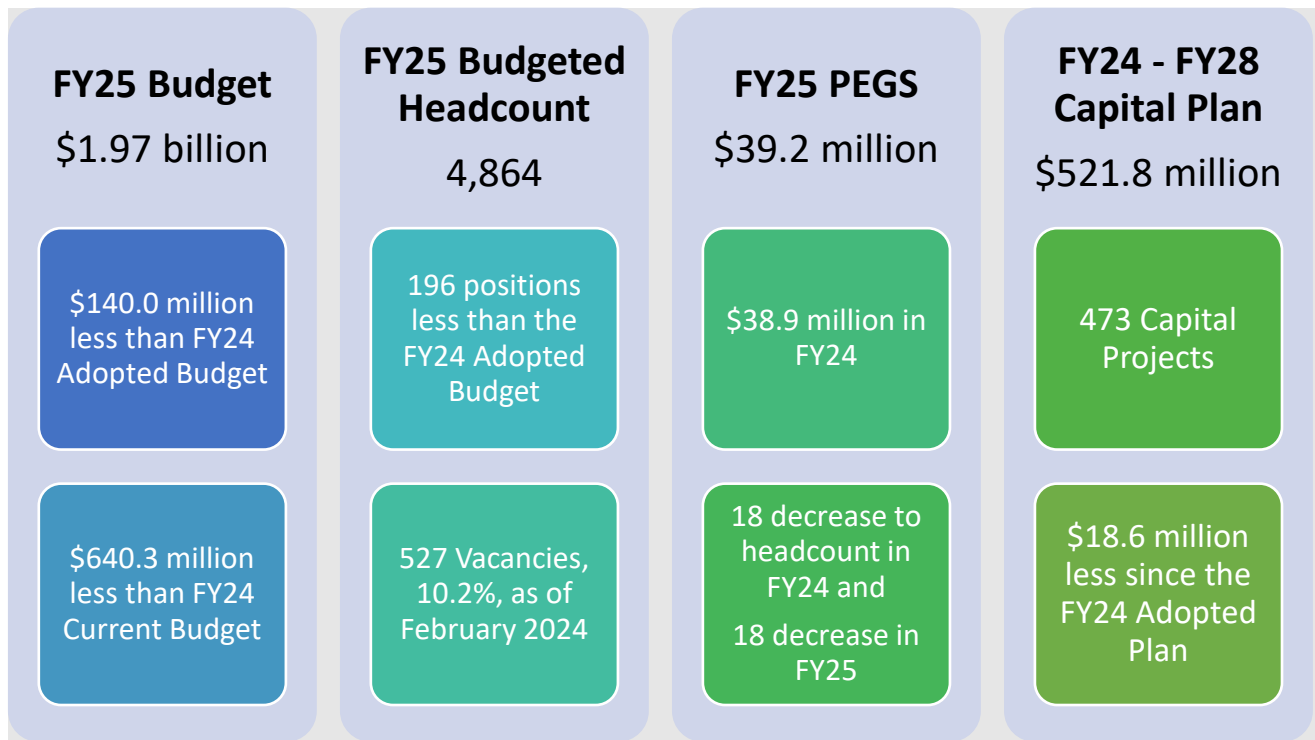 FY25 Budget
$1.97 billion
$140.0 million
less than FY24
Adopted Budget
$640.3 million
less than FY24
Current Budget
FY25 Budgeted
Headcount
4,864
196 positions
less than the
FY24 Adopted
Budget
527 Vacancies,
10.2%, as of
February 2024
FY25 PEGS
$39.2 million
$38.9 million in
FY24
18 decrease to
headcount in
FY24 and
18 decrease in
FY25
FY24 - FY28
Capital Plan
$521.8 million
473 Capital
Projects
$18.6 million
less since the
FY24 Adopted
Plan